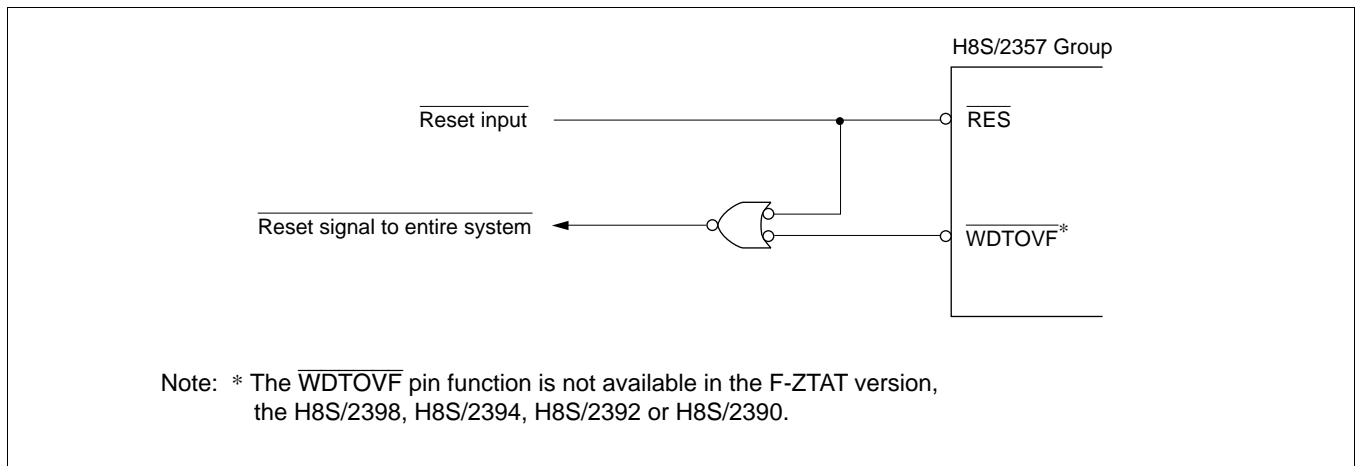 H8S/2357 Group
Reset input
RES
Reset signal to entire system
WDTOVF*
Note: * The WDTOVF pin function is not available in the F-ZTAT version,
the H8S/2398, H8S/2394, H8S/2392 or H8S/2390.